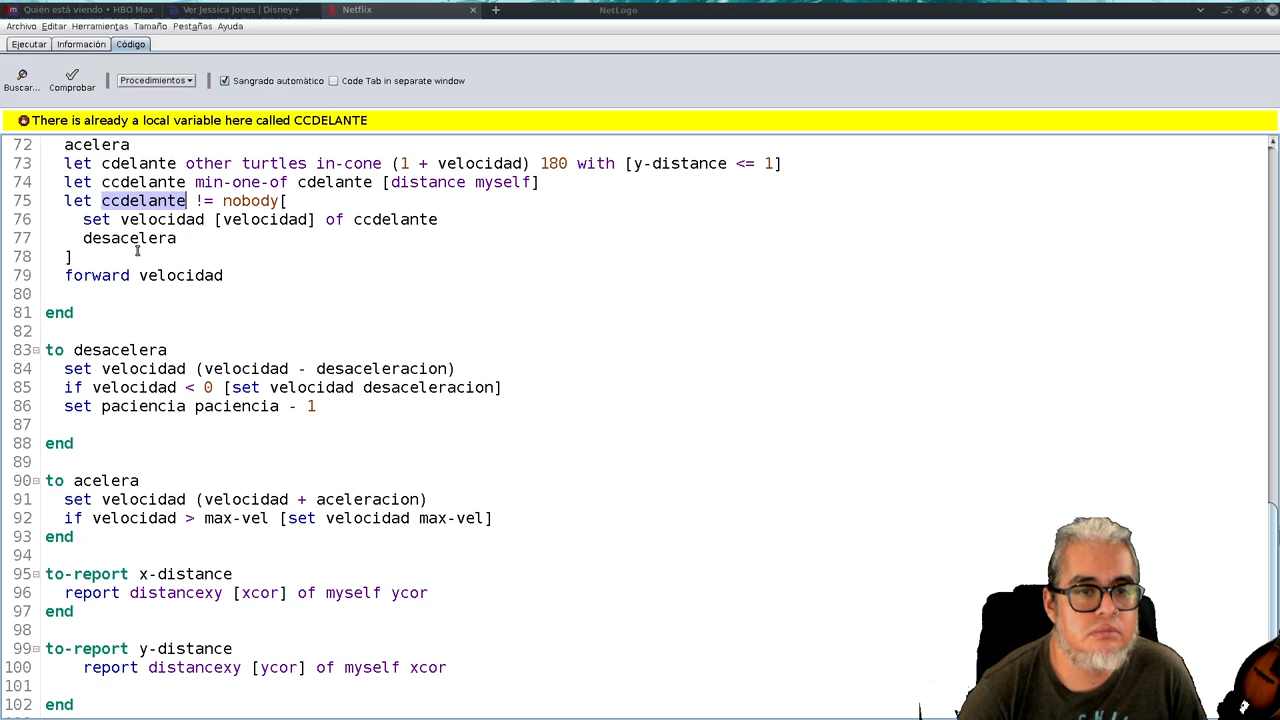 Quién está viendo • HBO Max
Ver Jessica Jones | Disney+
Netflix
NetLogo
Archivo Editar Herramientas Tamaño Pestañas Ayuda
Ejecutar Información Código
Buscar... Comprobar Procedimientos Sangrado automático Code Tab in separate window
There is already a local variable here called CCDELANTE
72 acelera
73 let cdelante other turtles in-cone (1 + velocidad) 180 with [y-distance <= 1]
74 let ccdelante min-one-of cdelante [distance myself]
75 let ccdelante != nobody[
76 set velocidad [velocidad] of ccdelante
77 desacelera
78 ]
79 forward velocidad
80
81 end
82
83 to desacelera
84 set velocidad (velocidad - desaceleracion)
85 if velocidad < 0 [set velocidad desaceleracion]
86 set paciencia paciencia - 1
87
88 end
89
90 to acelera
91 set velocidad (velocidad + aceleracion)
92 if velocidad > max-vel [set velocidad max-vel]
93 end
94
95 to-report x-distance
96 report distancexy [xcor] of myself ycor
97 end
98
99 to-report y-distance
100 report distancexy [ycor] of myself xcor
101
102 end